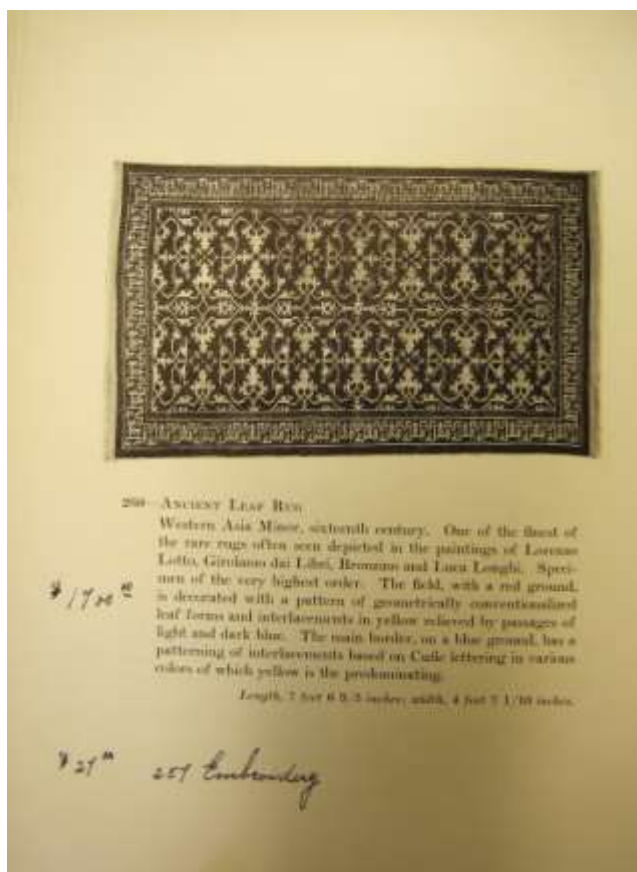 260 ANCIENT LEAF RUG
Western Asia Minor, sixteenth century. One of the finest of
the rare rugs often seen depicted in the paintings of Lorenzo
Lotto, Girolamo dai Libri, Bronzino and Luca Longhi. Speci-
men of the very highest order. The field, with a red ground,
is decorated with a pattern of geometrically conventionalized
leaf forms and interlacements in yellow relieved by passages of
light and dark blue. The main border, on a blue ground, has a
patterning of interlacements based on Cufic lettering in various
colors of which yellow is the predominating.
Length, 7 feet 6 inches; width, 4 feet inches.
257 Embroidery